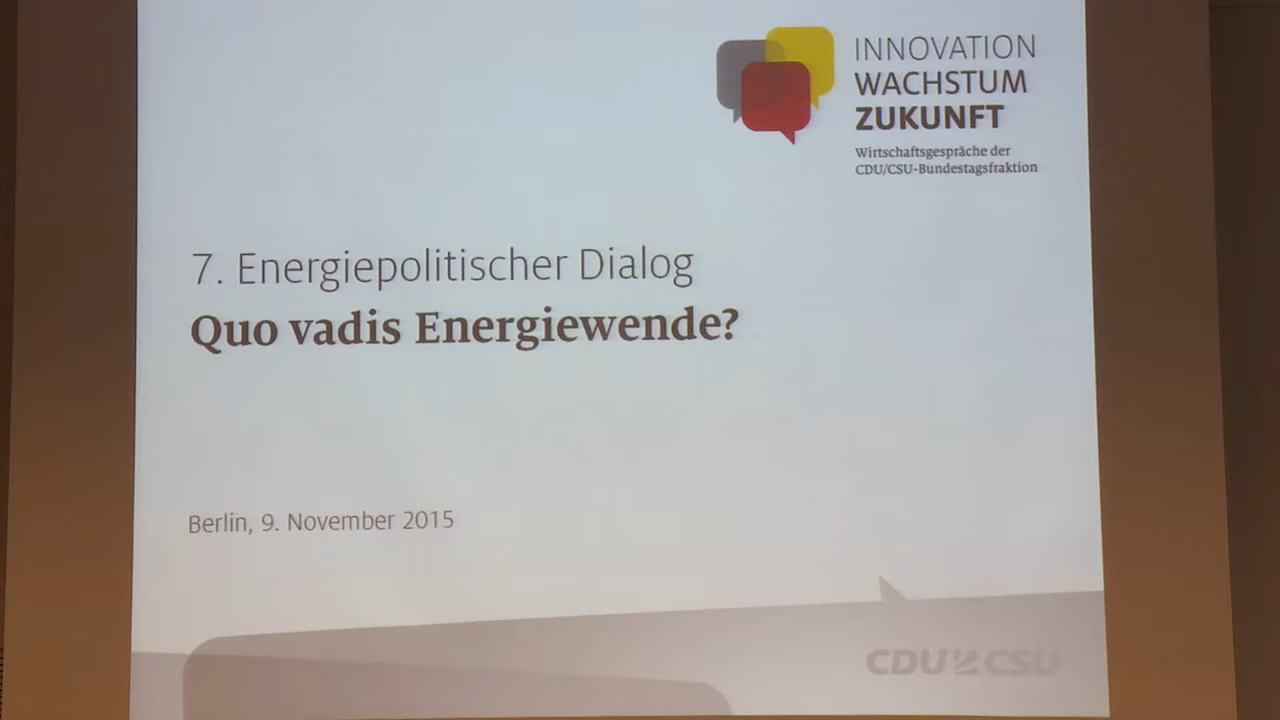 INNOVATION
WACHSTUM
ZUKUNFT
Wirtschaftsgespräche der
CDU/CSU-Bundestagsfraktion
7. Energiepolitischer Dialog
Quo vadis Energiewende?
Berlin, 9. November 2015
CDU CSU